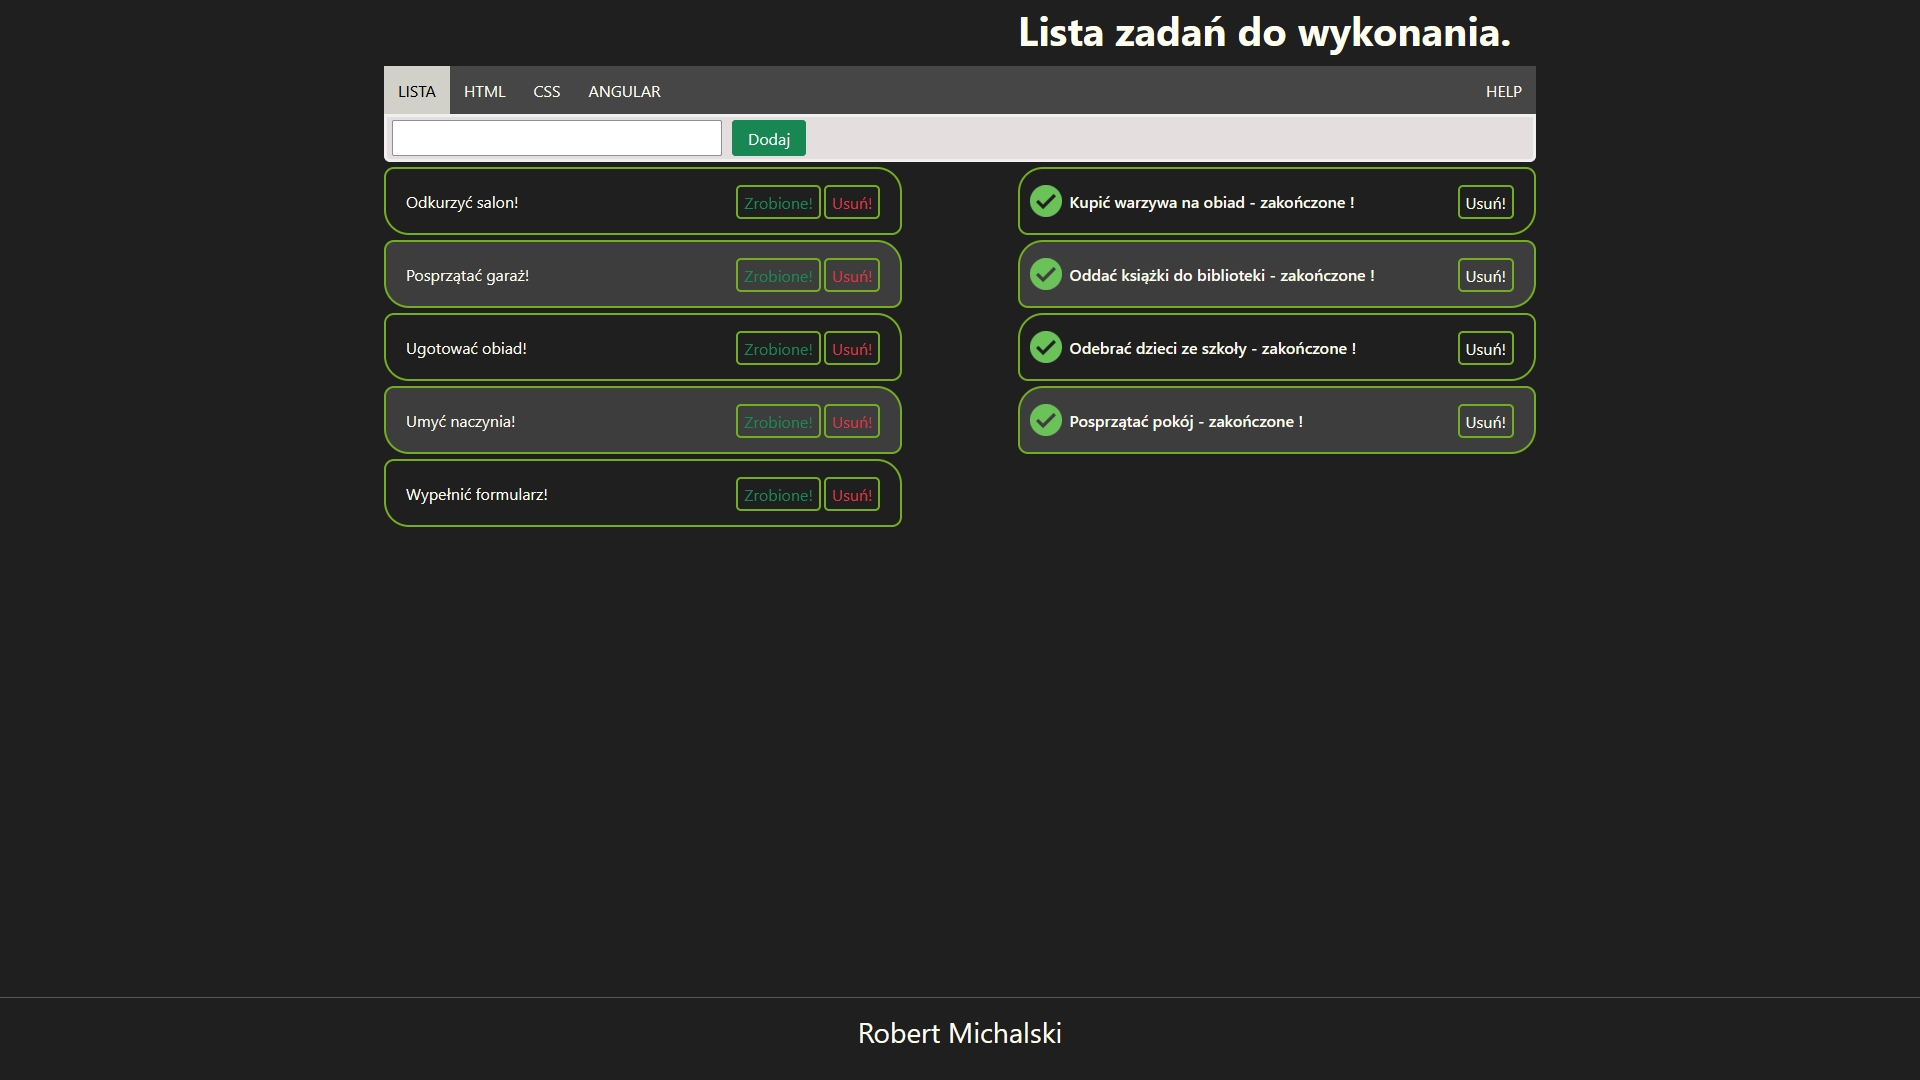 Lista zadań do wykonania.
LISTA HTML CSS ANGULAR HELP
Dodaj
Odkurzyć salon! Zrobione! Usuń!
Posprzątać garaż! Zrobione! Usuń!
Ugotować obiad! Zrobione! Usuń!
Umyć naczynia! Zrobione! Usuń!
Wypełnić formularz! Zrobione! Usuń!
Kupić warzywa na obiad - zakończone ! Usuń!
Oddać książki do biblioteki - zakończone ! Usuń!
Odebrać dzieci ze szkoły - zakończone ! Usuń!
Posprzątać pokój - zakończone ! Usuń!
Robert Michalski